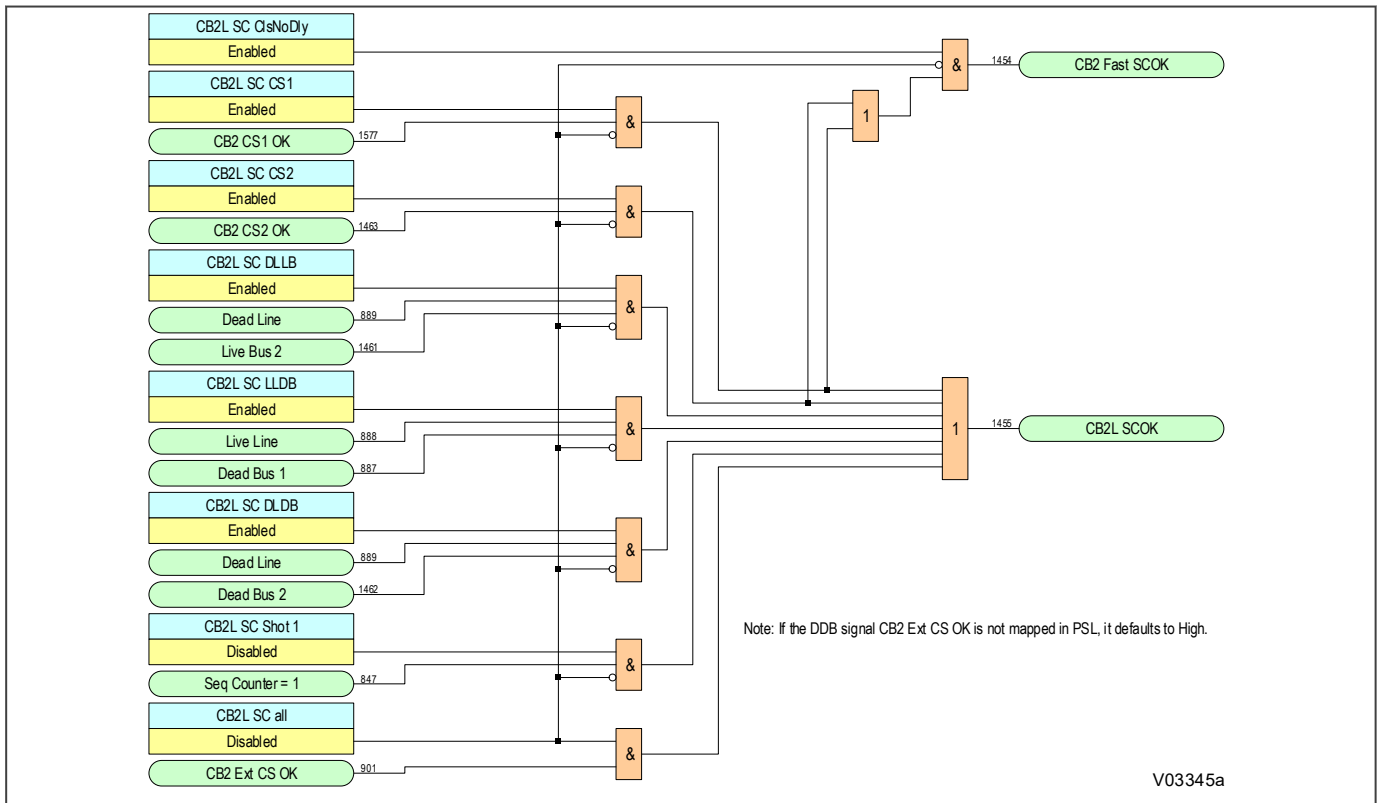 CB2L SC ClsNoDly
Enabled
& 1454 CB2 Fast SCOK
CB2L SC CS1
Enabled
&
1
CB2 CS1 OK 1577
CB2L SC CS2
Enabled
&
CB2 CS2 OK 1463
CB2L SC DLLB
Enabled
&
Dead Line 889
Live Bus 2 1461
CB2L SC LLDB
Enabled
&
1 1455 CB2L SCOK
Live Line 888
Dead Bus 1 887
CB2L SC DLDB
Enabled
&
Dead Line 889
Dead Bus 2 1462
CB2L SC Shot 1
Note: If the DDB signal CB2 Ext CS OK is not mapped in PSL, it defaults to High.
Disabled
&
Seq Counter = 1 847
CB2L SC all
Disabled
&
CB2 Ext CS OK 901
V03345a